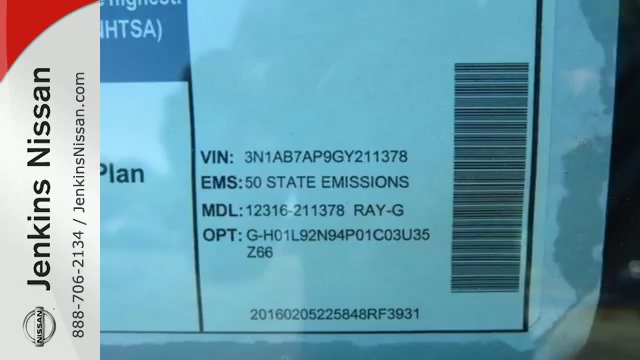 highest.
NHTSA)
Plan
VIN: 3N1AB7AP9GY211378
EMS: 50 STATE EMISSIONS
MDL: 12316-211378 RAY-G
OPT: G-H01L92N94P01C03U35
Z66
20160205225848RF3931
Jenkins Nissan
888-706-2134 / JenkinsNissan.com
NISSAN